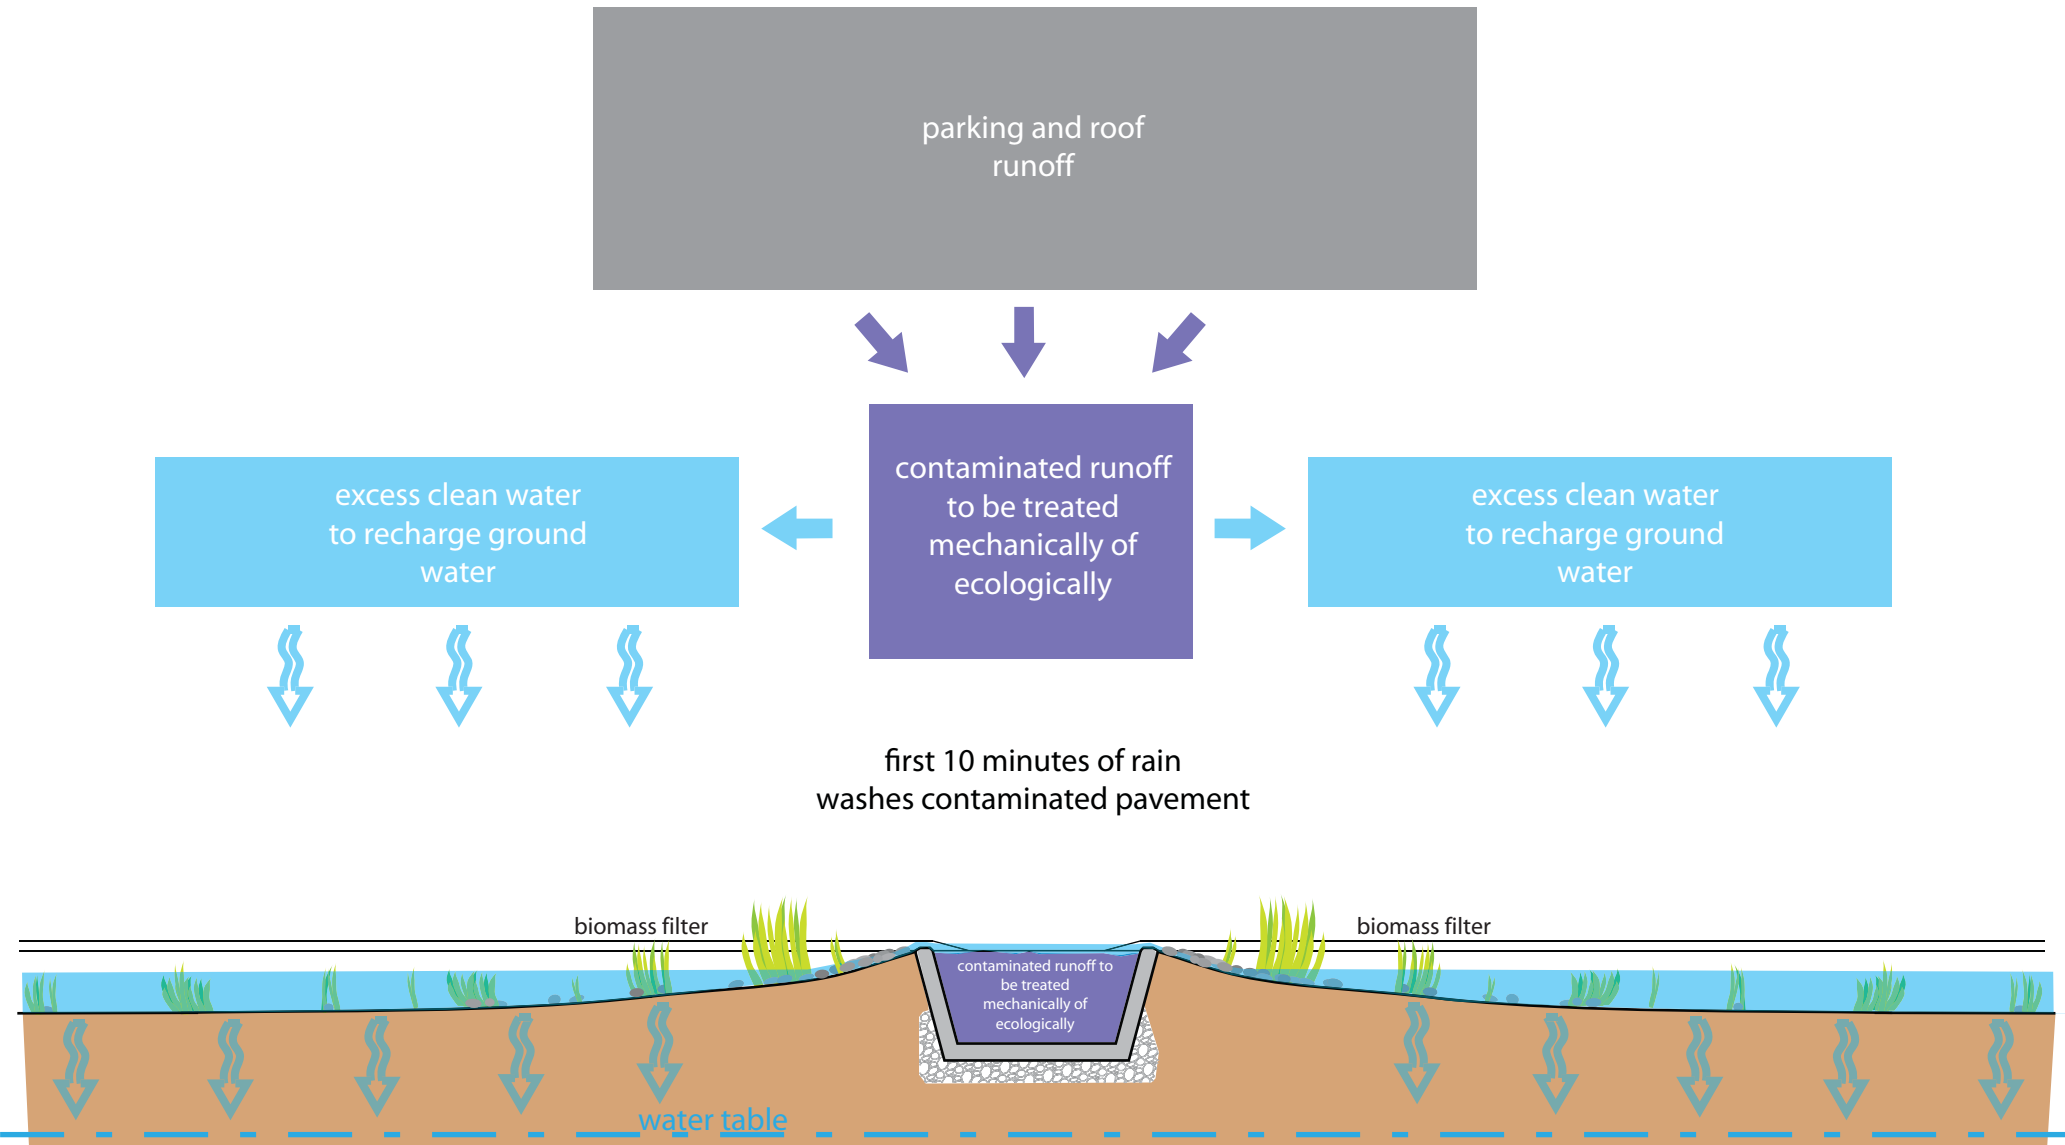 parking and roof
runoff
contaminated runoff
to be treated
mechanically of
ecologically
excess clean water
to recharge ground
water
excess clean water
to recharge ground
water
first 10 minutes of rain
washes contaminated pavement
biomass filter
biomass filter
contaminated runoff to
be treated
mechanically of
ecologically
water table